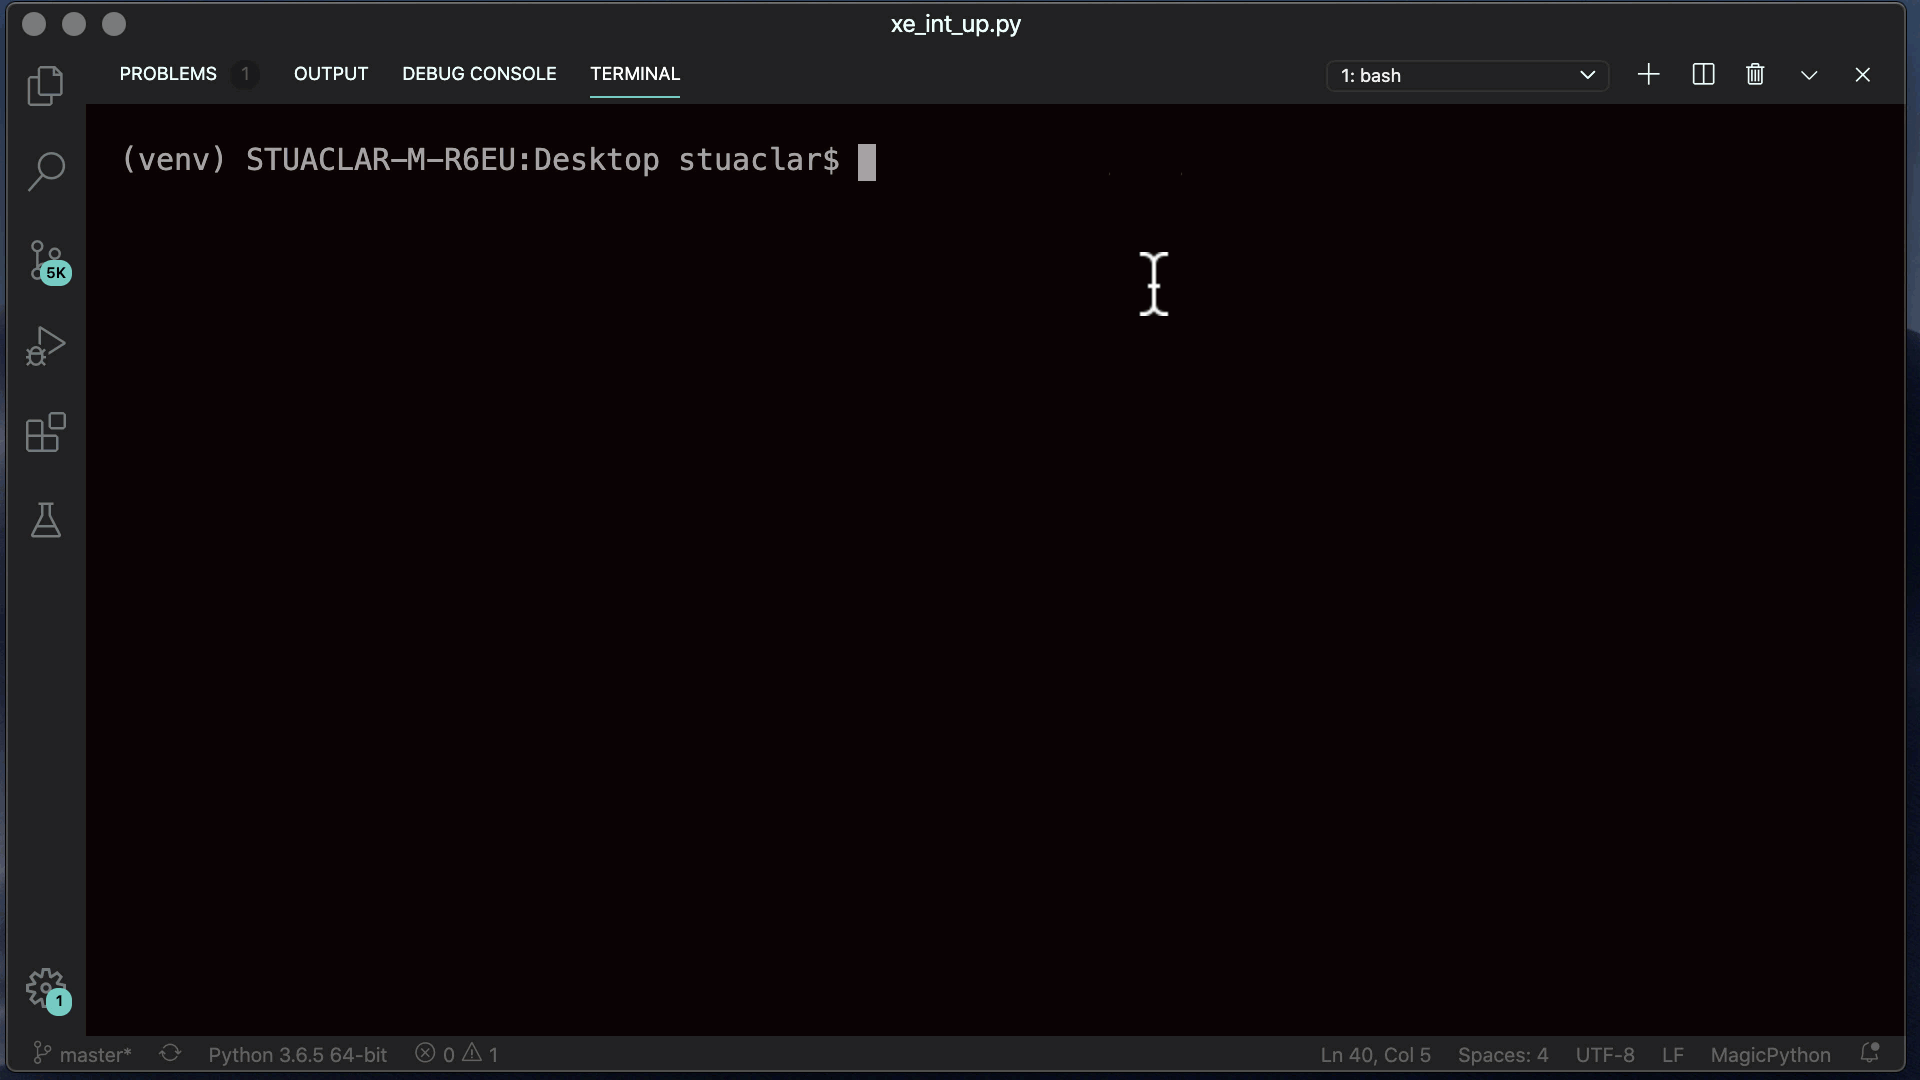 xe_int_up.py
PROBLEMS 1 OUTPUT DEBUG CONSOLE TERMINAL 1: bash
(venv) STUACLAR-M-R6EU:Desktop stuaclar$
5K
1
master* Python 3.6.5 64-bit 0 1 Ln 40, Col 5 Spaces: 4 UTF-8 LF MagicPython